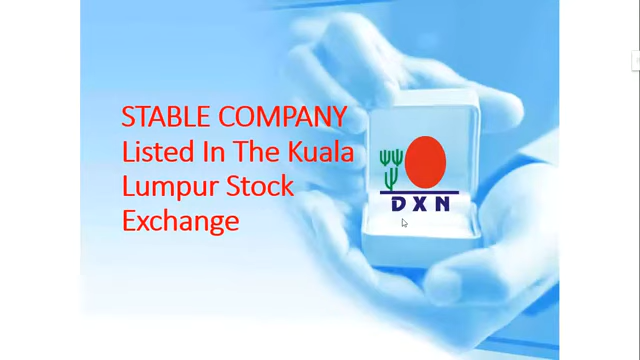 STABLE COMPANY
Listed In The Kuala
Lumpur Stock
Exchange
DXN